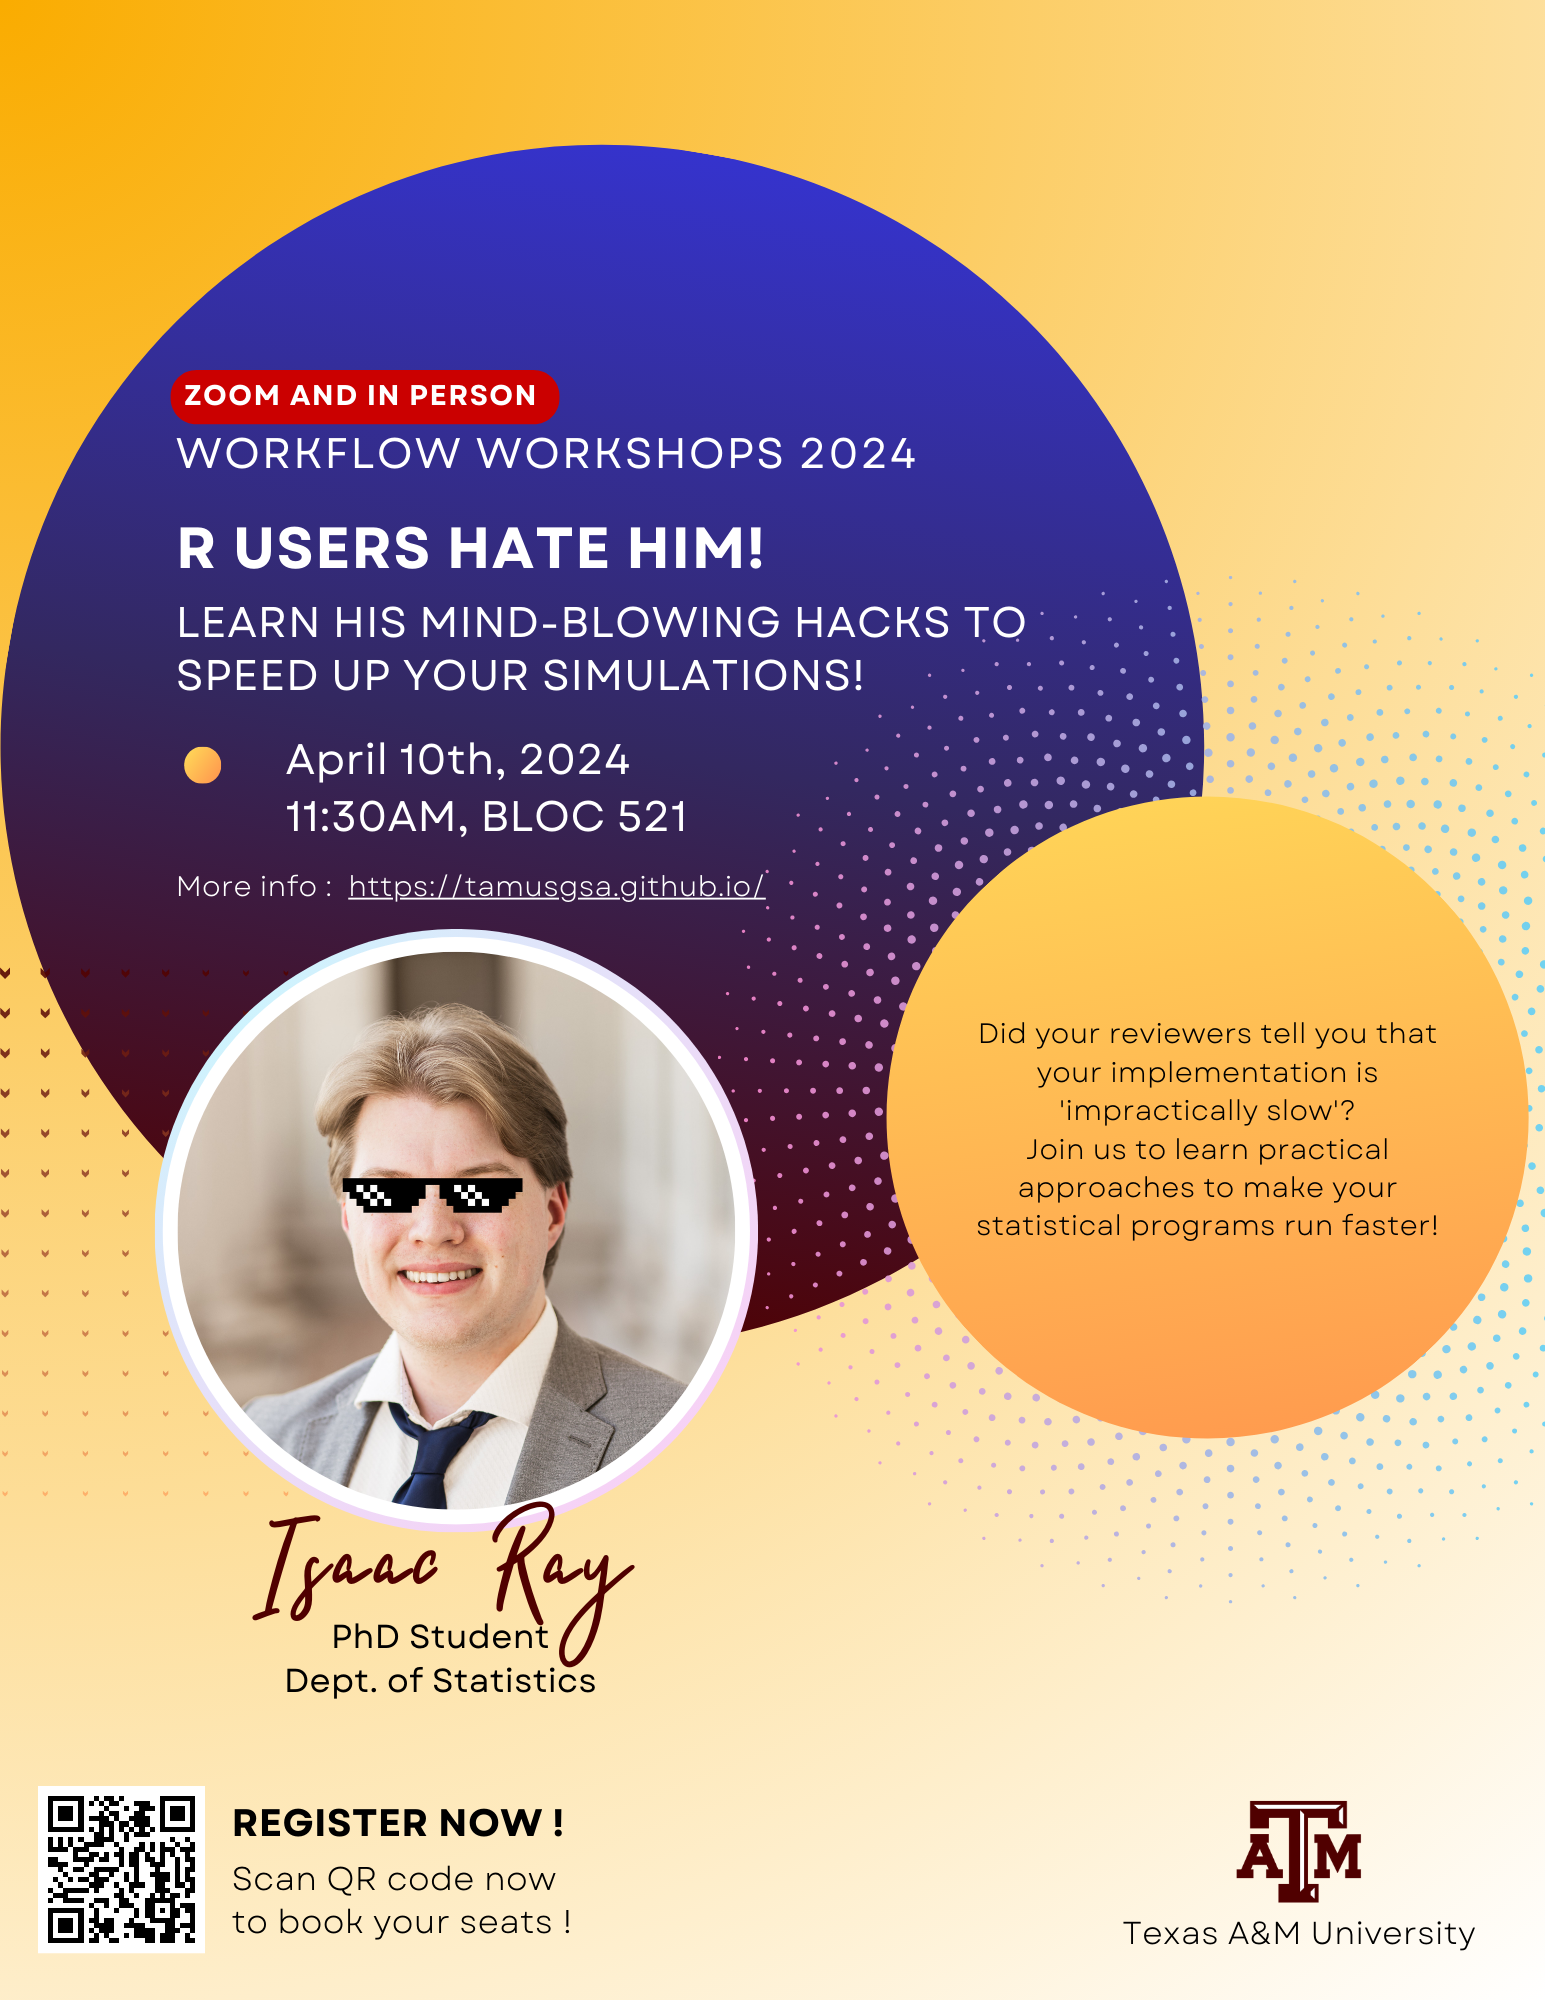 ZOOM AND IN PERSON
WORKFLOW WORKSHOPS 2024
R USERS HATE HIM!
LEARN HIS MIND-BLOWING HACKS TO
SPEED UP YOUR SIMULATIONS!
April 10th, 2024
11:30AM, BLOC 521
More info : https://tamusgsa.github.io/
Did your reviewers tell you that
your implementation is
'impractically slow'?
Join us to learn practical
approaches to make your
statistical programs run faster!
Isaac Ray
PhD Student
Dept. of Statistics
REGISTER NOW !
Scan QR code now
to book your seats !
ATM
Texas A&M University